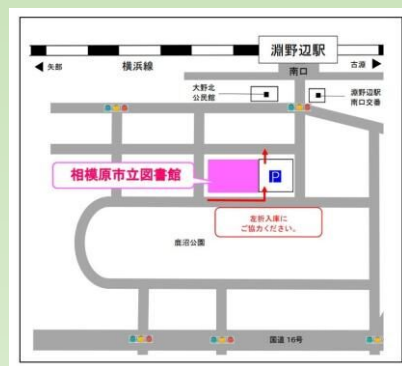 淵野辺駅
南口
矢部
横浜線
古淵
大野北
公民館
淵野辺駅
南口交番
相模原市立図書館
P
左折入庫に
ご協力ください。
鹿沼公園
国道 16号